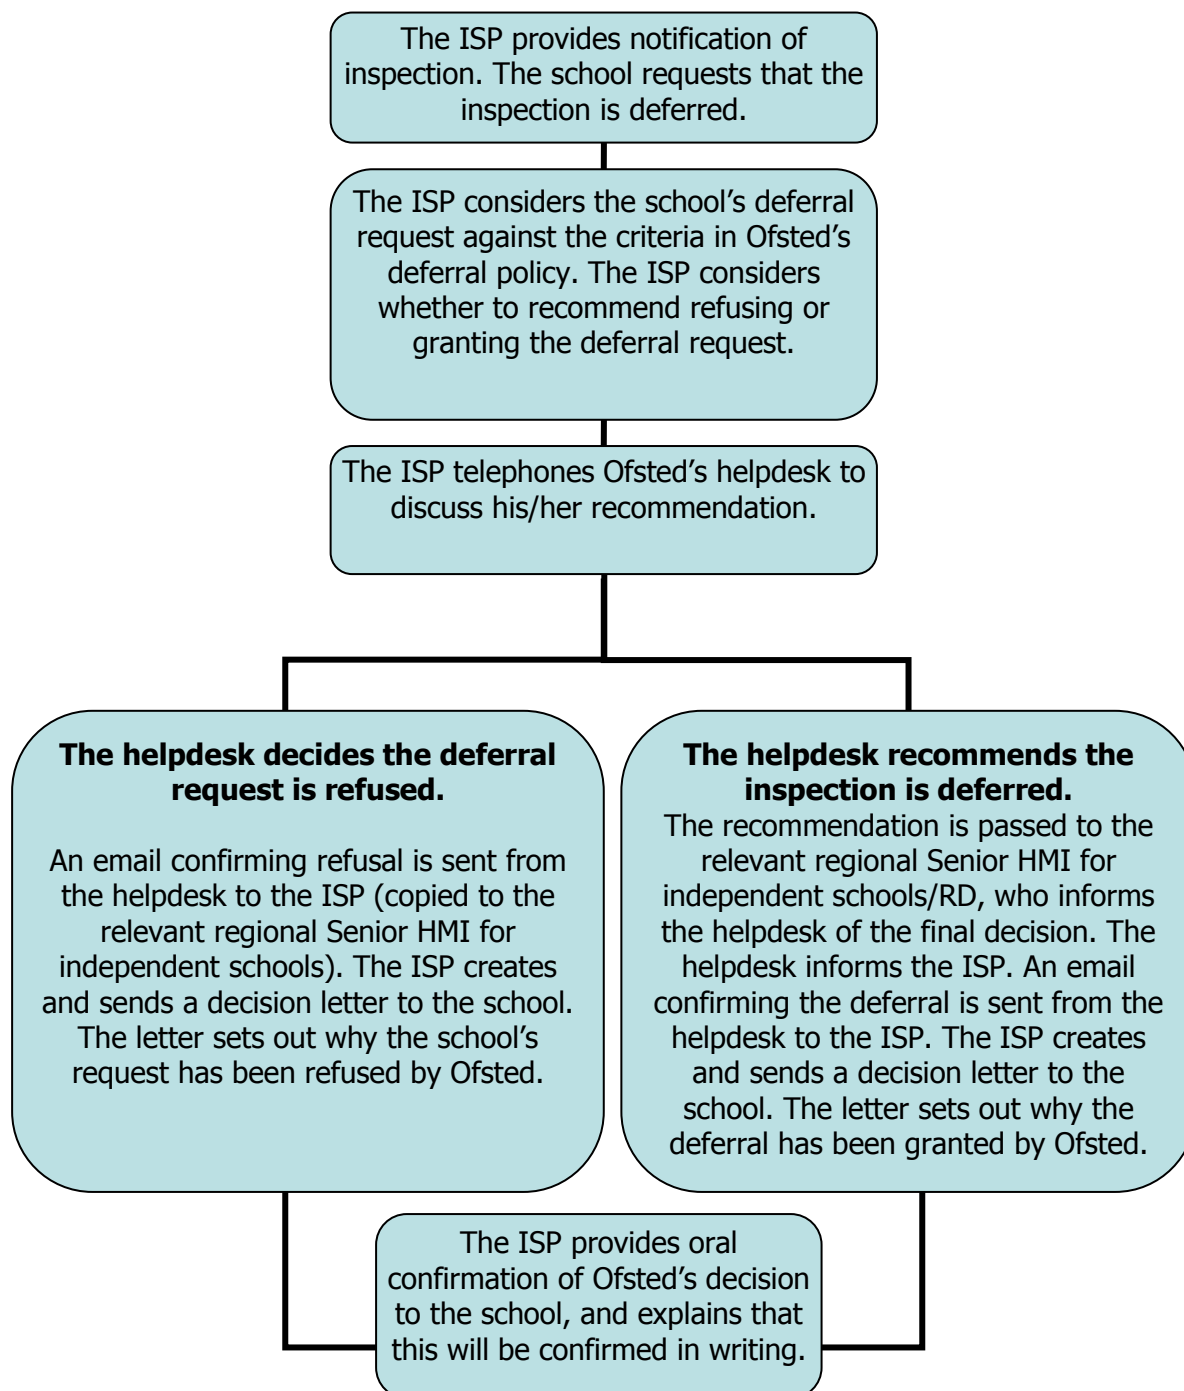 The ISP provides notification of
inspection. The school requests that the
inspection is deferred.
The ISP considers the school’s deferral
request against the criteria in Ofsted’s
deferral policy. The ISP considers
whether to recommend refusing or
granting the deferral request.
The ISP telephones Ofsted’s helpdesk to
discuss his/her recommendation.
The helpdesk decides the deferral
request is refused.
An email confirming refusal is sent from
the helpdesk to the ISP (copied to the
relevant regional Senior HMI for
independent schools). The ISP creates
and sends a decision letter to the school.
The letter sets out why the school’s
request has been refused by Ofsted.
The helpdesk recommends the
inspection is deferred.
The recommendation is passed to the
relevant regional Senior HMI for
independent schools/RD, who informs
the helpdesk of the final decision. The
helpdesk informs the ISP. An email
confirming the deferral is sent from the
helpdesk to the ISP. The ISP creates
and sends a decision letter to the
school. The letter sets out why the
deferral has been granted by Ofsted.
The ISP provides oral
confirmation of Ofsted’s decision
to the school, and explains that
this will be confirmed in writing.